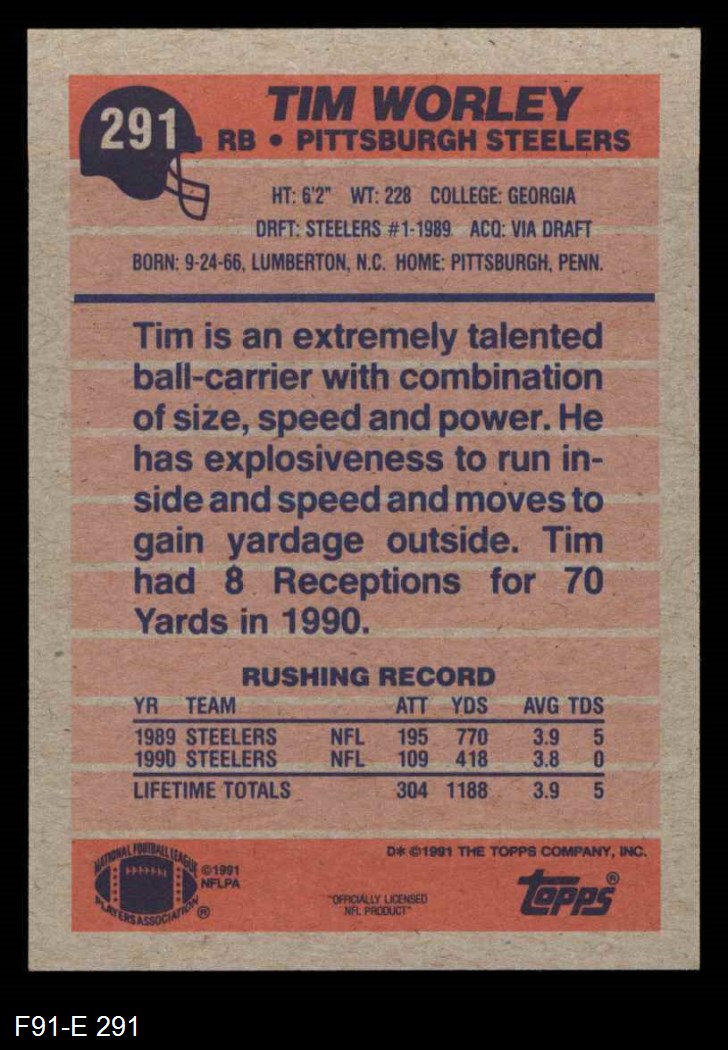 291
TIM WORLEY
RB • PITTSBURGH STEELERS
HT: 6'2" WT: 228 COLLEGE: GEORGIA
DRFT: STEELERS #1-1989 ACQ: VIA DRAFT
BORN: 9-24-66, LUMBERTON, N.C. HOME: PITTSBURGH, PENN.
Tim is an extremely talented
ball-carrier with combination
of size, speed and power. He
has explosiveness to run in-
side and speed and moves to
gain yardage outside. Tim
had 8 Receptions for 70
Yards in 1990.
RUSHING RECORD
YR TEAM ATT YDS AVG TDS
1989 STEELERS NFL 195 770 3.9 5
1990 STEELERS NFL 109 418 3.8 0
LIFETIME TOTALS 304 1188 3.9 5
NATIONAL FOOTBALL LEAGUE
PLAYERS ASSOCIATION ®
©1991
NFLPA
"OFFICIALLY LICENSED
NFL PRODUCT"
D* ©1991 THE TOPPS COMPANY, INC.
topps®
F91-E 291